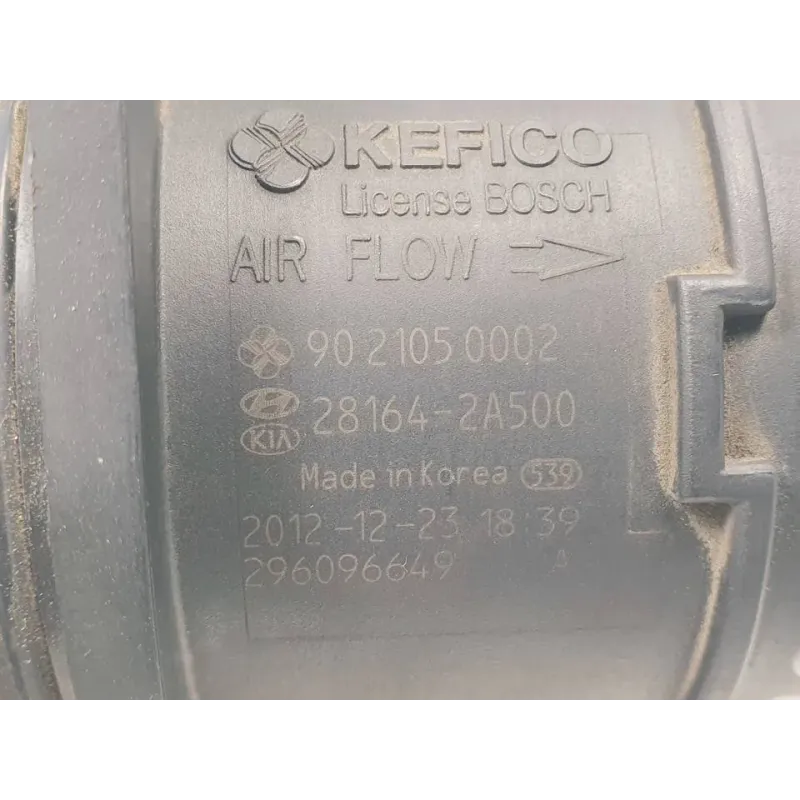 KEFICO
License BOSCH
AIR FLOW
90 2105 0002
28164-2A500
KIA
Made in Korea 539
2012-12-23 18 39
296096649 A